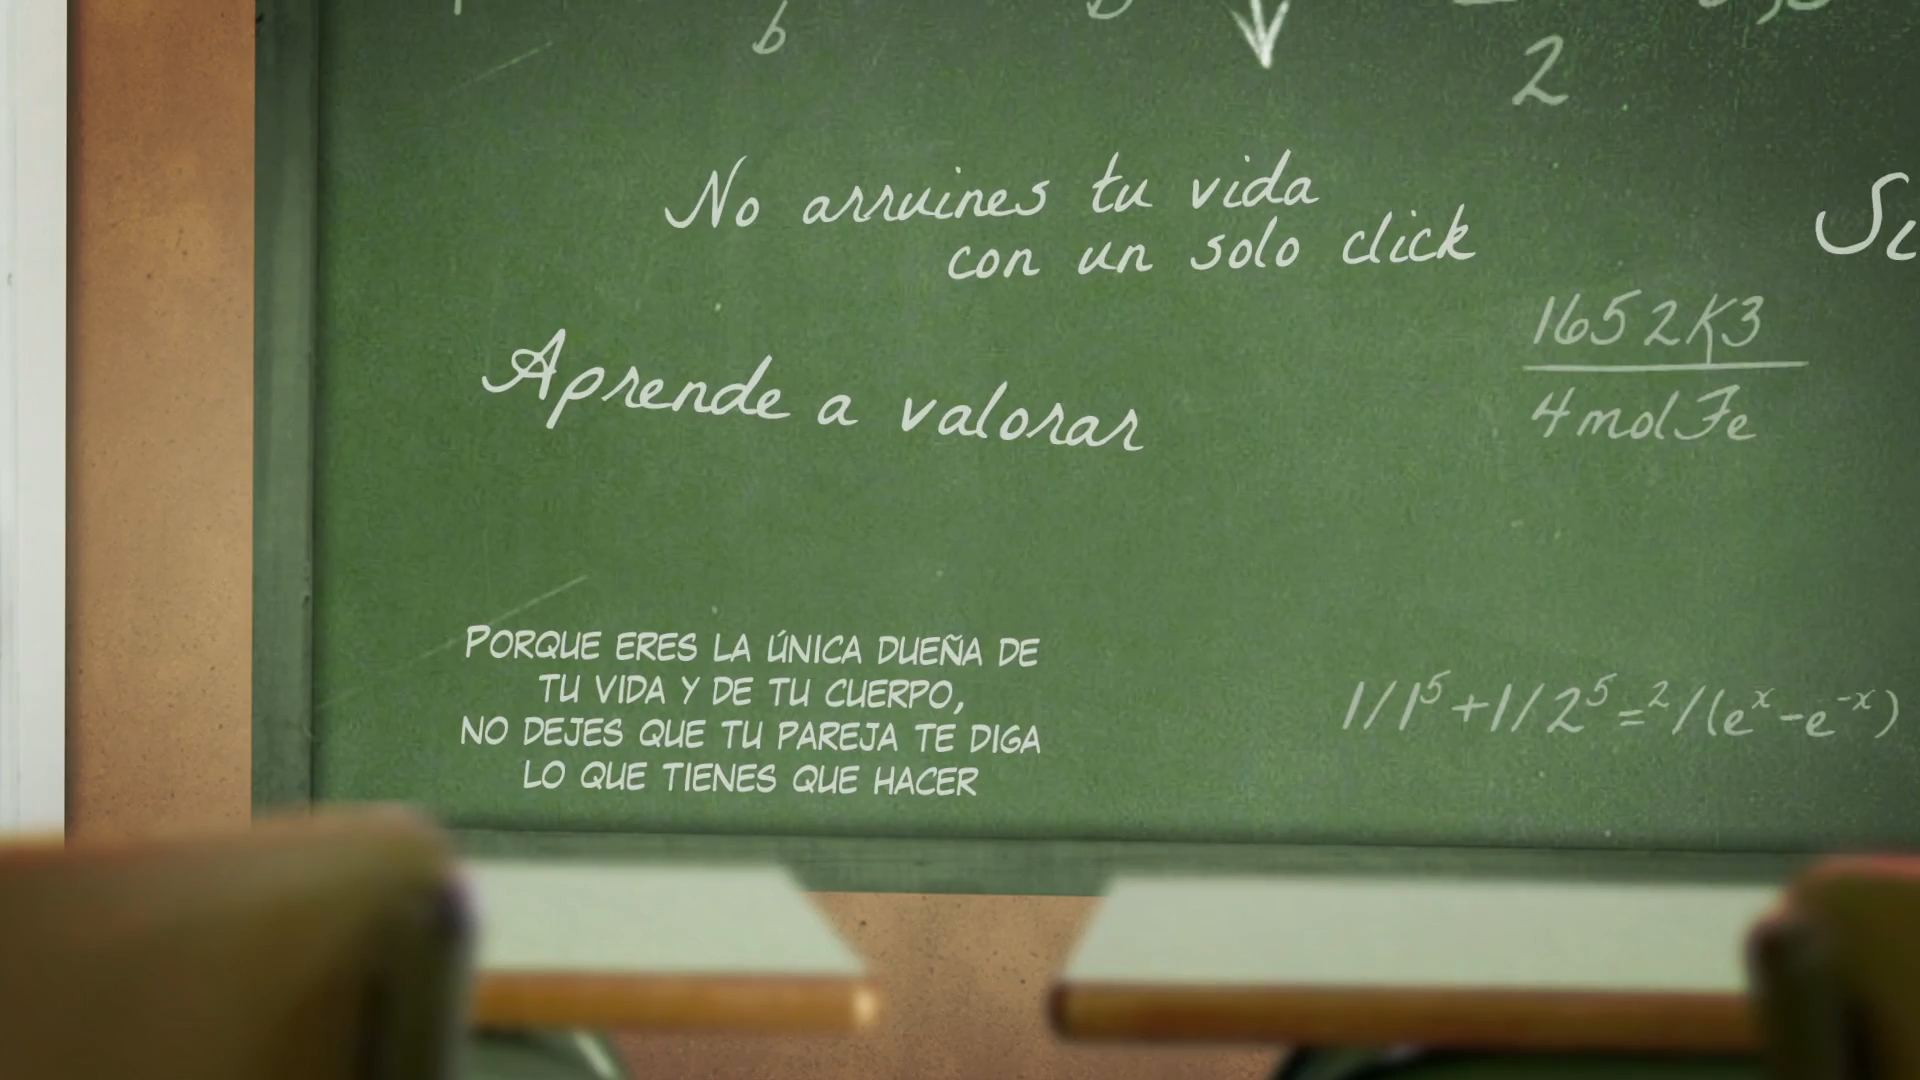 b
2
No arruines tu vida
con un solo click
Aprende a valorar
1652K3
4molFe
PORQUE ERES LA ÚNICA DUEÑA DE
TU VIDA Y DE TU CUERPO,
NO DEJES QUE TU PAREJA TE DIGA
LO QUE TIENES QUE HACER
1/1⁵+1/2⁵=²/(eˣ-e⁻ˣ)